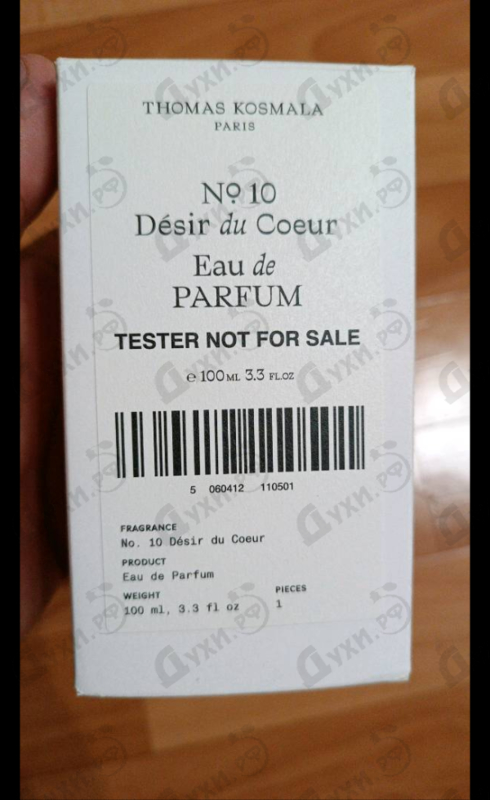 THOMAS KOSMALA
PARIS
Nº 10
Désir du Coeur
Eau de
PARFUM
TESTER NOT FOR SALE
e 100ML 3.3 FL.OZ
5 060412 110501
FRAGRANCE
No. 10 Désir du Coeur
PRODUCT
Eau de Parfum
WEIGHT PIECES
100 ml, 3.3 fl oz 1
Духи.рф